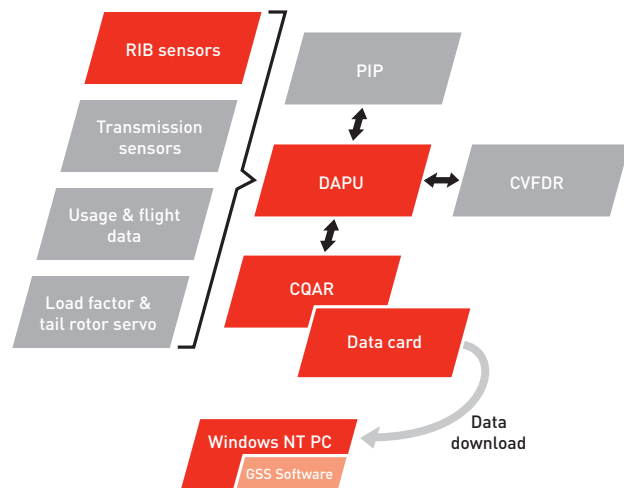 RIB sensors
Transmission
sensors
Usage & flight
data
Load factor &
tail rotor servo
PIP
DAPU
CVFDR
CQAR
Data card
Data
download
Windows NT PC
GSS Software